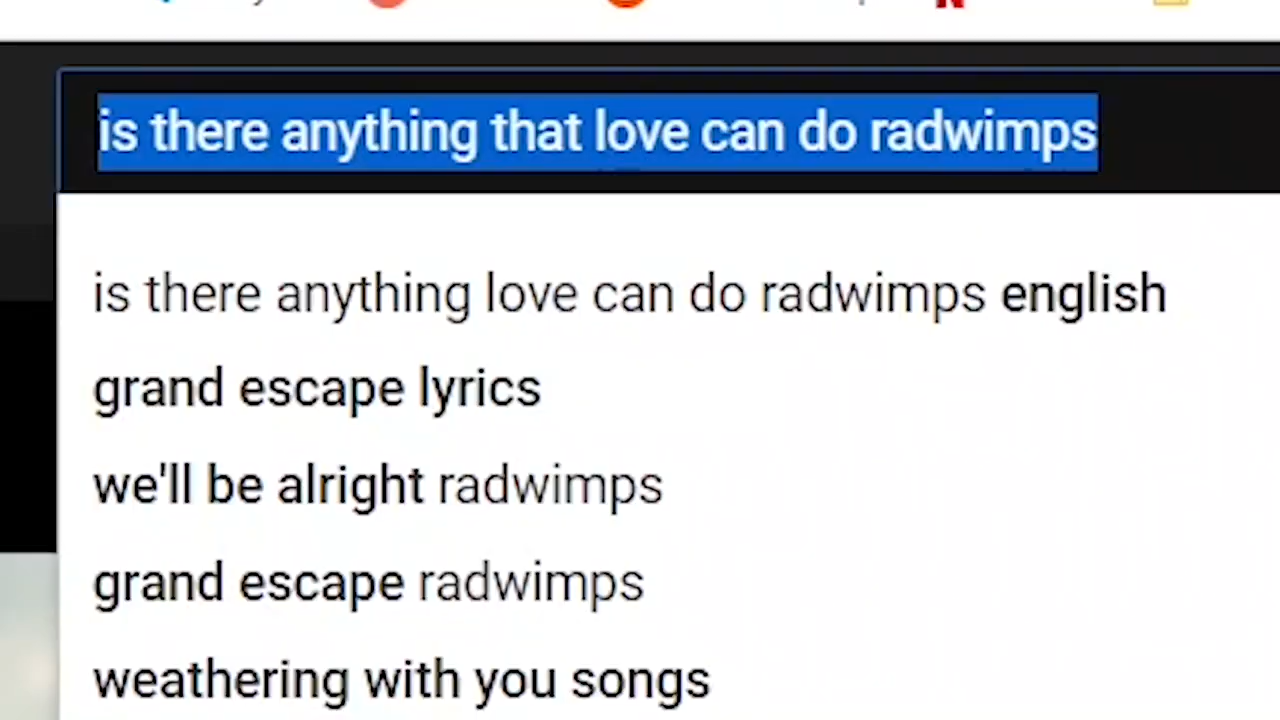 is there anything that love can do radwimps
is there anything love can do radwimps english
grand escape lyrics
we'll be alright radwimps
grand escape radwimps
weathering with you songs